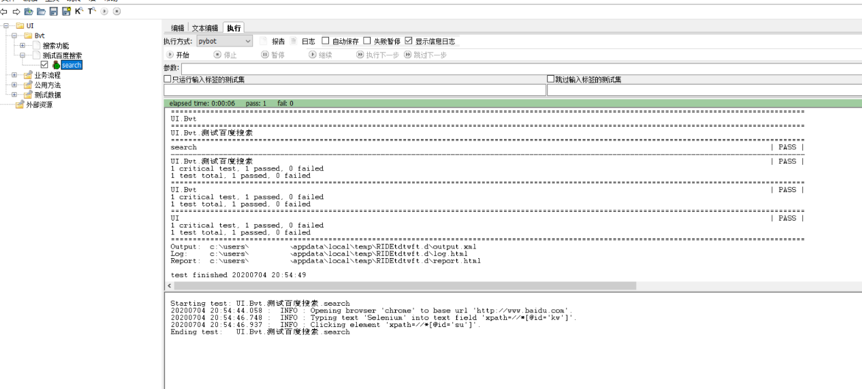 UI
Bvt
搜索功能
测试百度搜索
search
业务流程
公用方法
测试数据
外部资源
编辑 文本编辑 执行
执行方式: pybot 报告 日志 自动保存 失败暂停 显示信息日志
开始 停止 暂停 继续 执行下一步 跳过下一步
参数:
只运行输入标签的测试集 跳过输入标签的测试集
elapsed time: 0:00:06 pass: 1 fail: 0
==============================================================================
UI.Bvt
==============================================================================
UI.Bvt.测试百度搜索
==============================================================================
search | PASS |
------------------------------------------------------------------------------
UI.Bvt.测试百度搜索 | PASS |
1 critical test, 1 passed, 0 failed
1 test total, 1 passed, 0 failed
==============================================================================
UI.Bvt | PASS |
1 critical test, 1 passed, 0 failed
1 test total, 1 passed, 0 failed
==============================================================================
UI | PASS |
1 critical test, 1 passed, 0 failed
1 test total, 1 passed, 0 failed
==============================================================================
Output: c:\users\ \appdata\local\temp\RIDEtdtwft.d\output.xml
Log: c:\users\ \appdata\local\temp\RIDEtdtwft.d\log.html
Report: c:\users\ \appdata\local\temp\RIDEtdtwft.d\report.html
test finished 20200704 20:54:49
Starting test: UI.Bvt.测试百度搜索.search
20200704 20:54:44.058 : INFO : Opening browser 'chrome' to base url 'http://www.baidu.com'.
20200704 20:54:46.748 : INFO : Typing text 'Selenium' into text field 'xpath=//*[@id='kw']'.
20200704 20:54:46.937 : INFO : Clicking element 'xpath=//*[@id='su']'.
Ending test: UI.Bvt.测试百度搜索.search